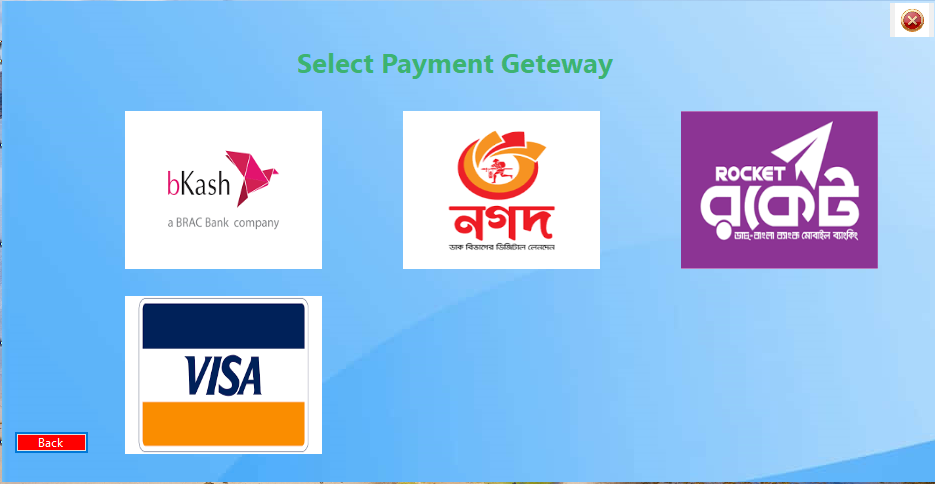 Select Payment Geteway
bKash
a BRAC Bank company
নগদ
ডাক বিভাগের ডিজিটাল লেনদেন
ROCKET
রকেট
ডাচ্-বাংলা ব্যাংক মোবাইল ব্যাংকিং
VISA
Back